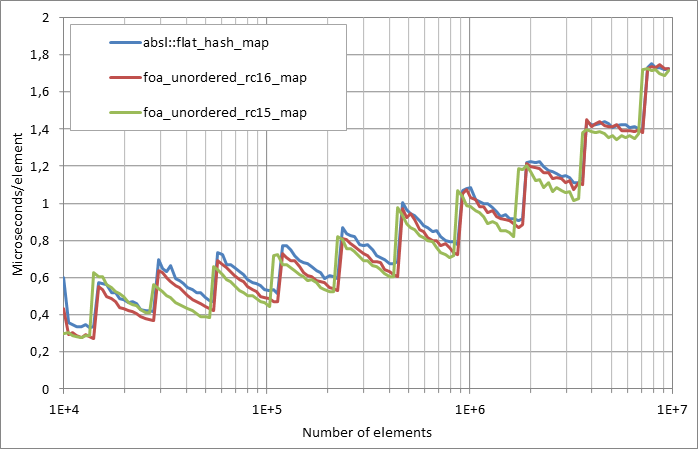 2
1,8
1,6
1,4
1,2
1
0,8
0,6
0,4
0,2
0
Microseconds/element
absl::flat_hash_map
foa_unordered_rc16_map
foa_unordered_rc15_map
1E+4 1E+5 1E+6 1E+7
Number of elements